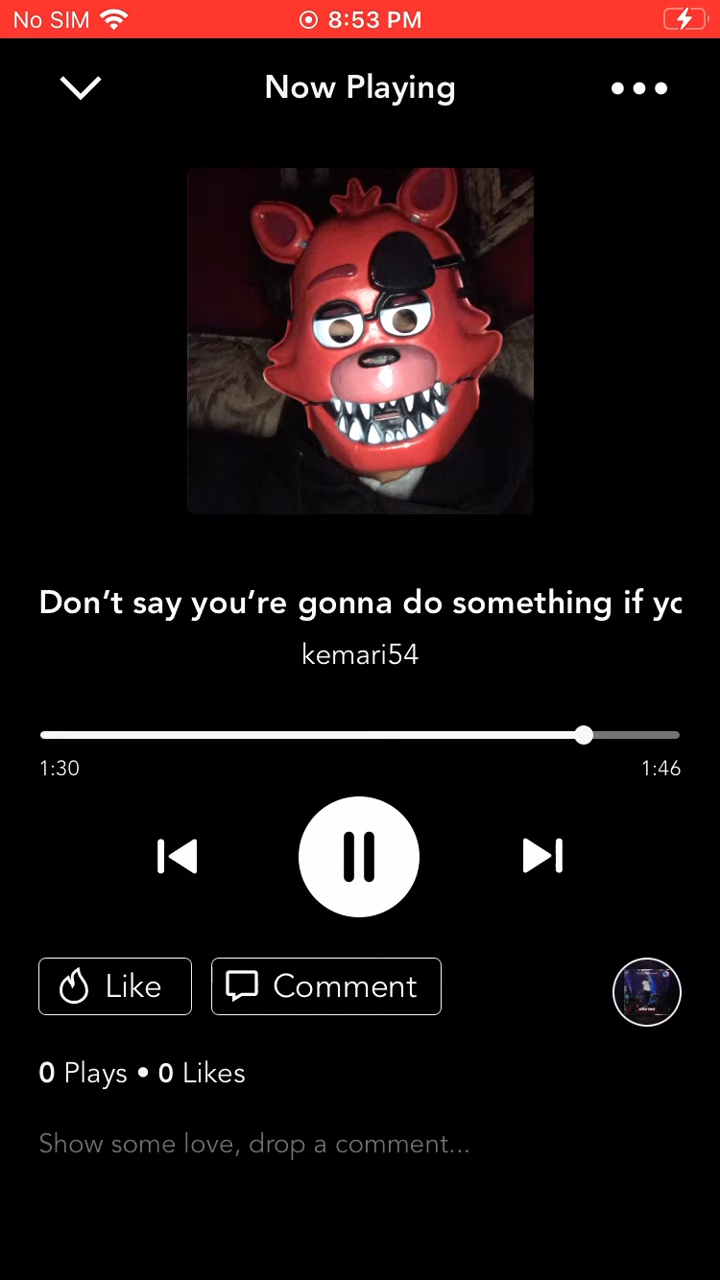 No SIM 8:53 PM
Now Playing
Don't say you're gonna do something if yo
kemari54
1:30 1:46
Like Comment
0 Plays • 0 Likes
Show some love, drop a comment...